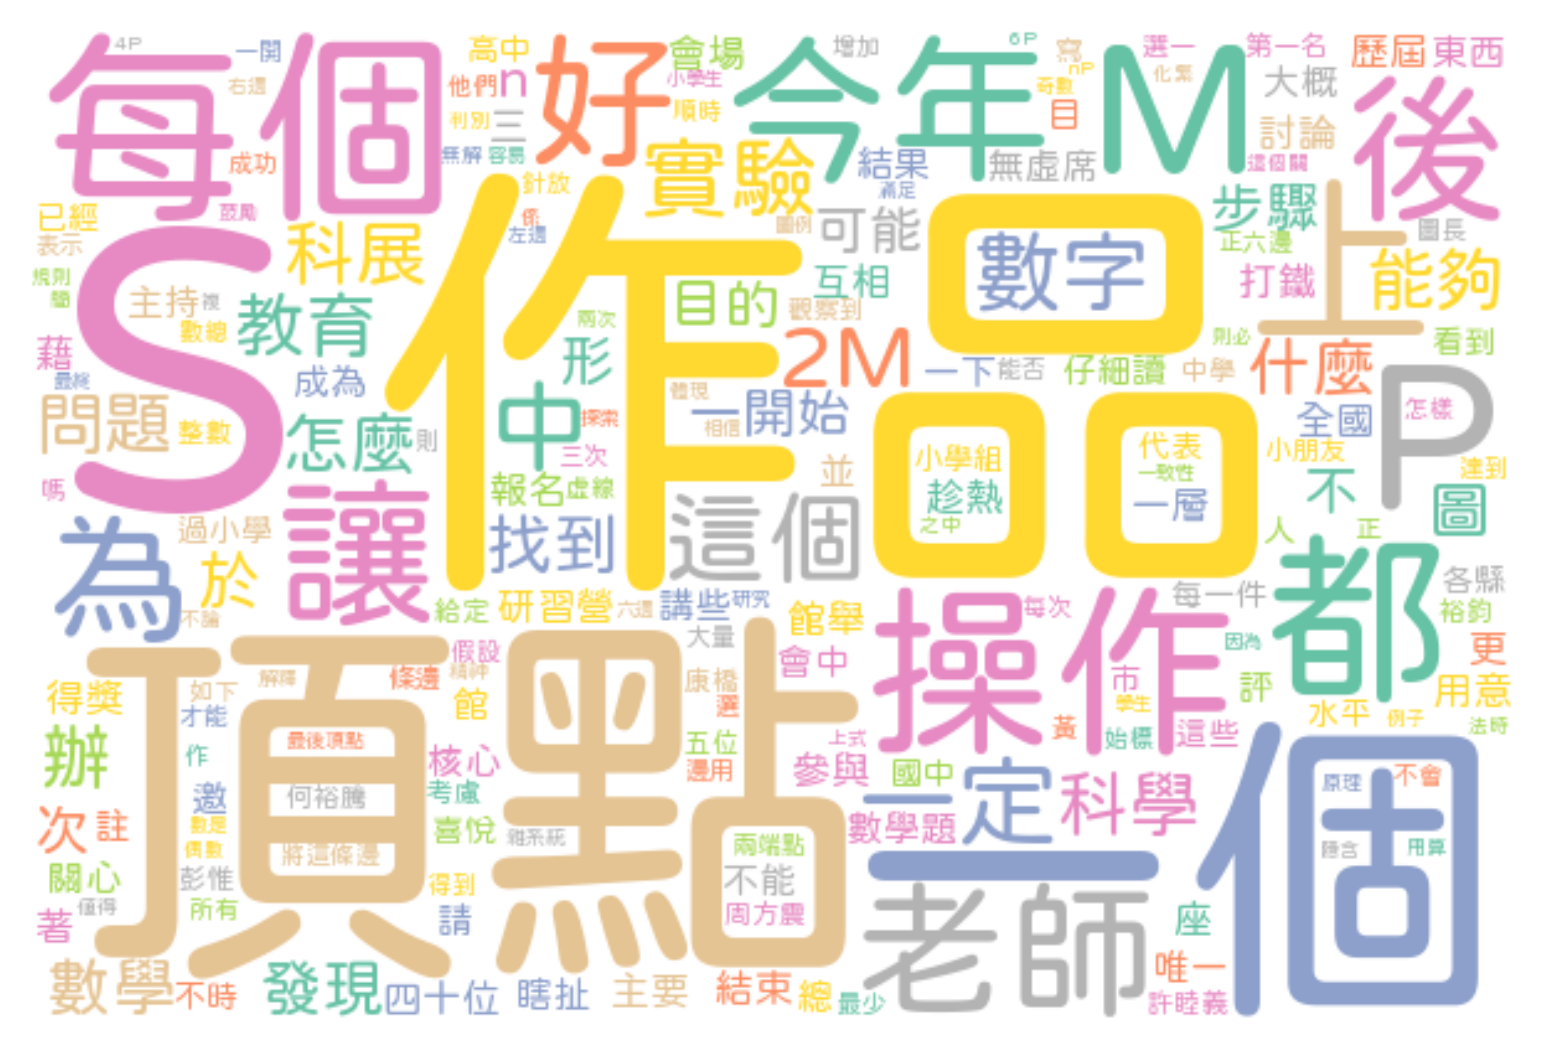 4P
一開
高中
好
會場
今年
增加
6P
寫
nP
M
選一
第一名
歷屆
東西
每個
右邊
他們
n
小學生
順時
奇數
化繁
大概
後
判別
三
目
討論
成功
無解
容易
實驗
結果
無虛席
這個關
滿足
針放
已經
鼓勵
係
左邊
圖例
可能
步驟
上
圖長
表示
S
科展
作品
數字
正六邊
規則
簡
主持
複
教育
互相
打鐵
能夠
目的
觀察到
數總
兩次
2M
則必
看到
藉
形
什麼
最終
成為
體現
一下
能否
仔細讀
中學
P
問題
整數
怎麼
則
中
探索
一開始
相信
全國
怎樣
三次
小學組
代表
小朋友
達到
嗎
報名
虛線
並
趁熱
一致性
一層
不
圖
為
過小學
讓
找到
這個
之中
人
正
於
都
各縣
不論
給定
研習營
六邊
講些
研究
館舉
操作
每次
每一件
裕鈞
頂點
大量
假設
精神
會中
因為
更
解釋
條邊
康橋
市
評
用意
得獎
如下
館
選
學生
水平
例子
才能
黃
法時
辦
作
最後頂點
核心
五位
上式
始標
這些
個
邊用
參與
國中
一定
科學
原理
不會
邀
何裕騰
考慮
次
註
數是
喜悅
雜系統
數學題
偶數
將這條邊
兩端點
隱含
用算
關心
彭惟
得到
不能
老師
值得
所有
著
請
周方震
座
數學
不時
發現
四十位
瞎扯
主要
結束
總
最少
唯一
許睦義